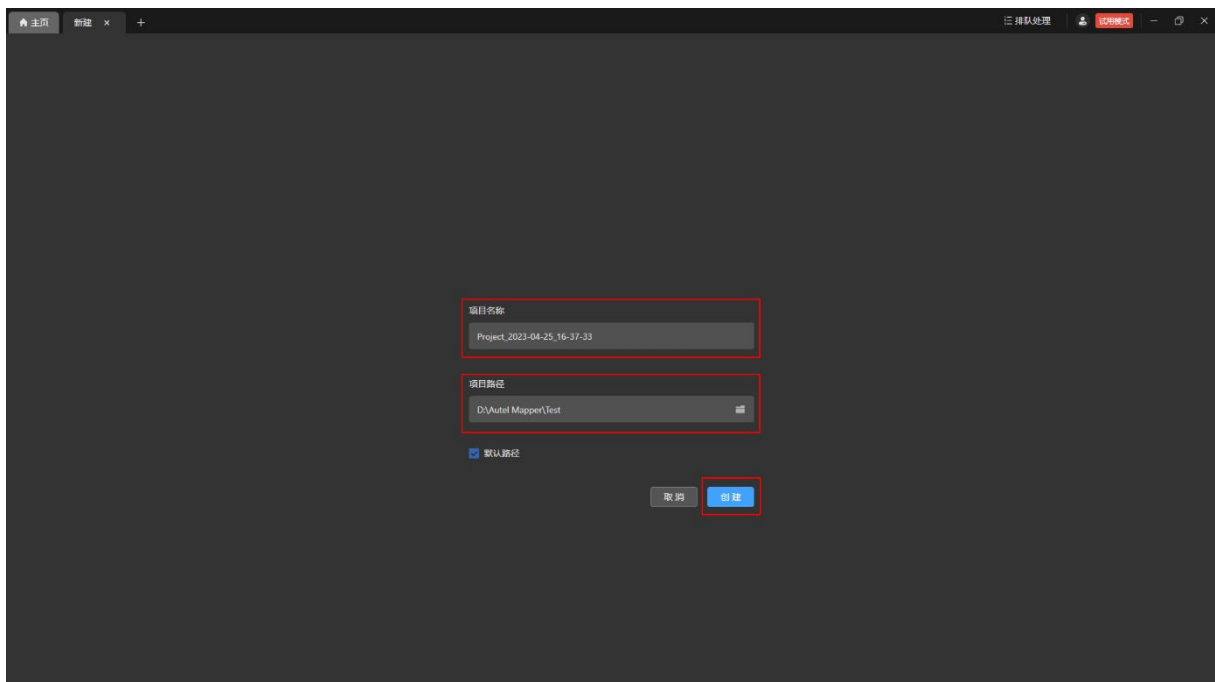 主页 新建 × + 排队处理 试用模式
项目名称
Project_2023-04-25_16-37-33
项目路径
D:\Autel Mapper\Test
默认路径
取消 创建